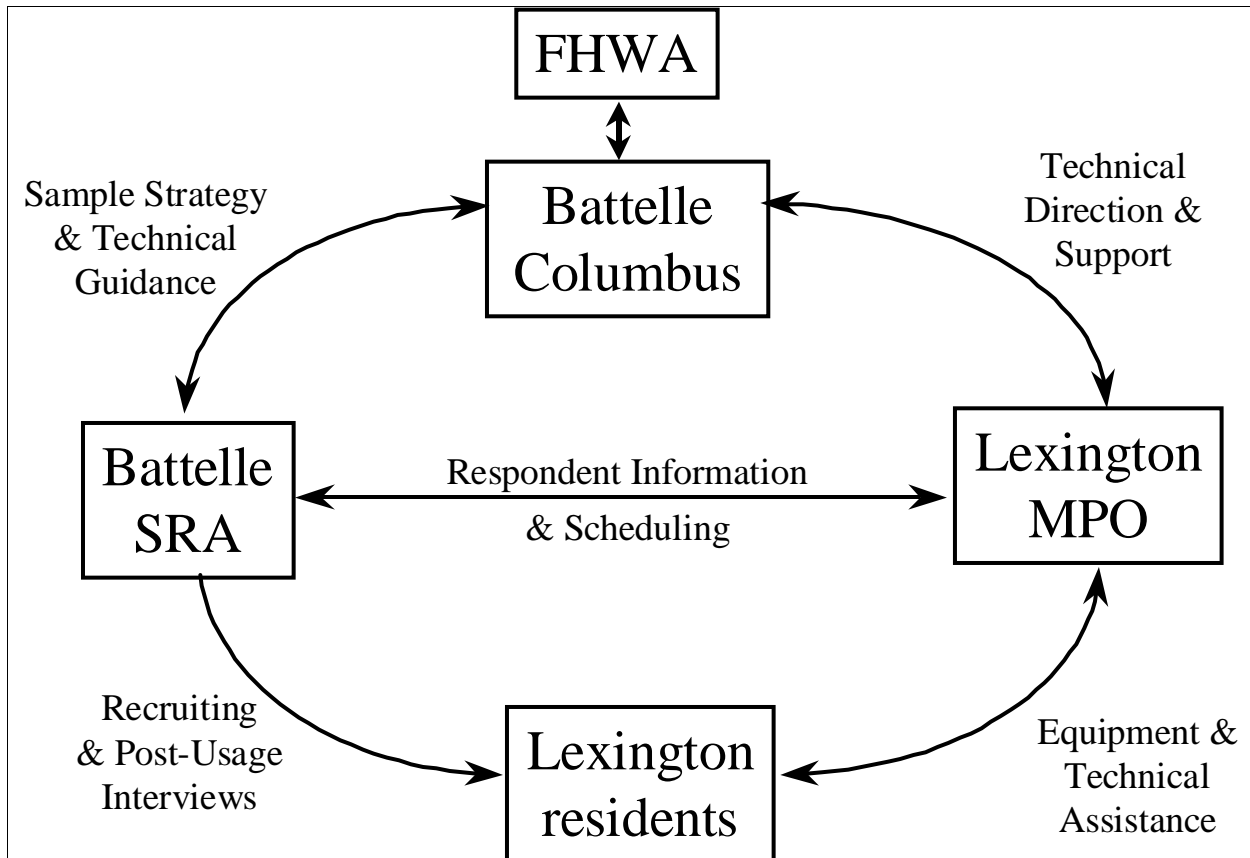 FHWA
Sample Strategy
& Technical
Guidance
Battelle
Columbus
Technical
Direction &
Support
Battelle
SRA
Respondent Information
& Scheduling
Lexington
MPO
Recruiting
& Post-Usage
Interviews
Lexington
residents
Equipment &
Technical
Assistance